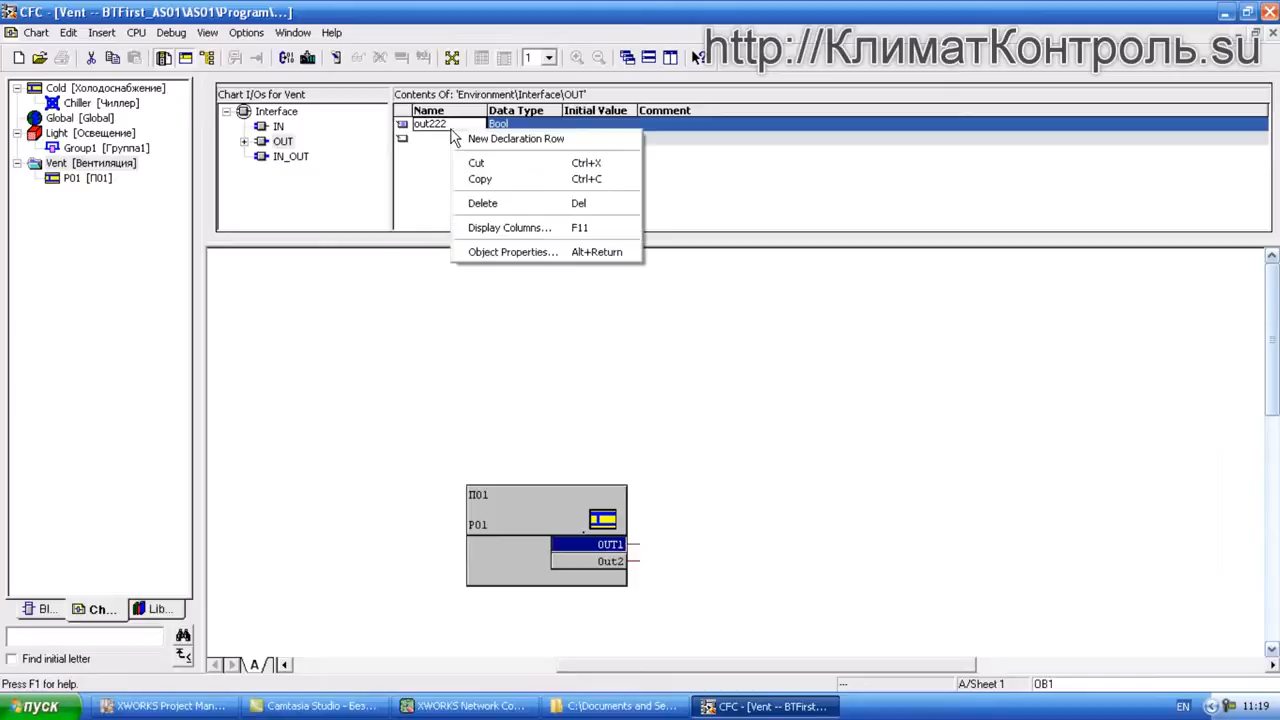 CFC - [Vent -- BTFirst_AS01\AS01\Program\...]
Chart Edit Insert CPU Debug View Options Window Help
http://КлиматКонтроль.su
1
Cold [Холодоснабжение]
Chiller [Чиллер]
Global [Global]
Light [Освещение]
Group1 [Группа1]
Vent [Вентиляция]
P01 [П01]
Chart I/Os for Vent
Interface
IN
OUT
IN_OUT
Contents Of: 'Environment\Interface\OUT'
Name Data Type Initial Value Comment
out222 Bool
New Declaration Row
Cut Ctrl+X
Copy Ctrl+C
Delete Del
Display Columns... F11
Object Properties... Alt+Return
П01
P01
OUT1
Out2
Bl... Ch... Lib...
Find initial letter
A
Press F1 for help.
--- A/Sheet 1 OB1
пуск
XWORKS Project Man...
Camtasia Studio - Без...
XWORKS Network Co...
C:\Documents and Se...
CFC - [Vent -- BTFirs...
EN 11:19